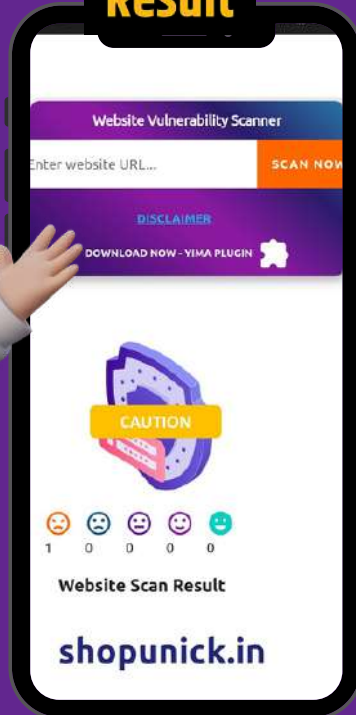 Result
Website Vulnerability Scanner
Enter website URL...
SCAN NOW
DISCLAIMER
DOWNLOAD NOW - YIMA PLUGIN
CAUTION
1 0 0 0 0
Website Scan Result
shopunick.in